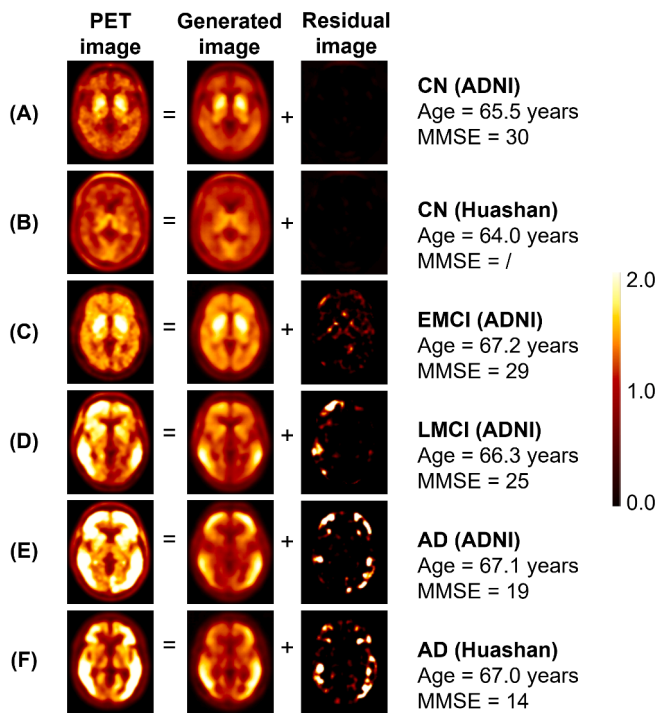 PET image Generated image Residual image
(A) = + CN (ADNI)
Age = 65.5 years
MMSE = 30
(B) = + CN (Huashan)
Age = 64.0 years
MMSE = /
2.0
(C) = + EMCI (ADNI)
Age = 67.2 years
MMSE = 29
1.0
(D) = + LMCI (ADNI)
Age = 66.3 years
MMSE = 25
0.0
(E) = + AD (ADNI)
Age = 67.1 years
MMSE = 19
(F) = + AD (Huashan)
Age = 67.0 years
MMSE = 14